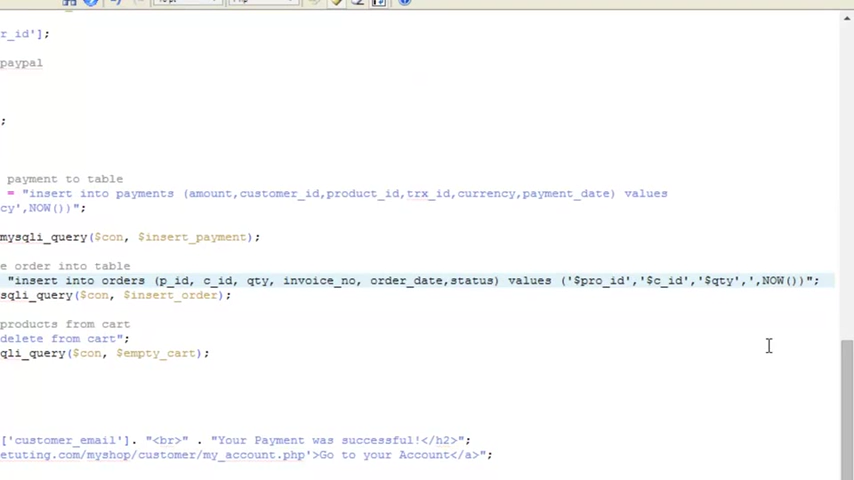 r_id'];
paypal
;
payment to table
= "insert into payments (amount,customer_id,product_id,trx_id,currency,payment_date) values
cy',NOW())";
mysqli_query($con, $insert_payment);
e order into table
"insert into orders (p_id, c_id, qty, invoice_no, order_date,status) values ('$pro_id','$c_id','$qty',',NOW())";
sqli_query($con, $insert_order);
products from cart
delete from cart";
qli_query($con, $empty_cart);
['customer_email']. "<br>" . "Your Payment was successful!</h2>";
etuting.com/myshop/customer/my_account.php'>Go to your Account</a>";